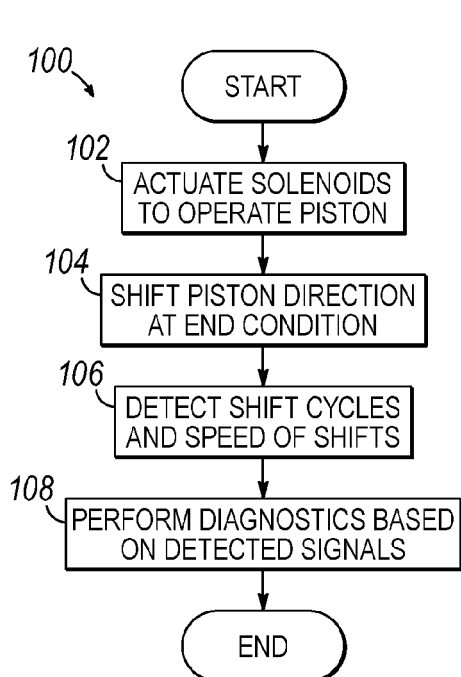 100
START
102
ACTUATE SOLENOIDS
TO OPERATE PISTON
104
SHIFT PISTON DIRECTION
AT END CONDITION
106
DETECT SHIFT CYCLES
AND SPEED OF SHIFTS
108
PERFORM DIAGNOSTICS BASED
ON DETECTED SIGNALS
END